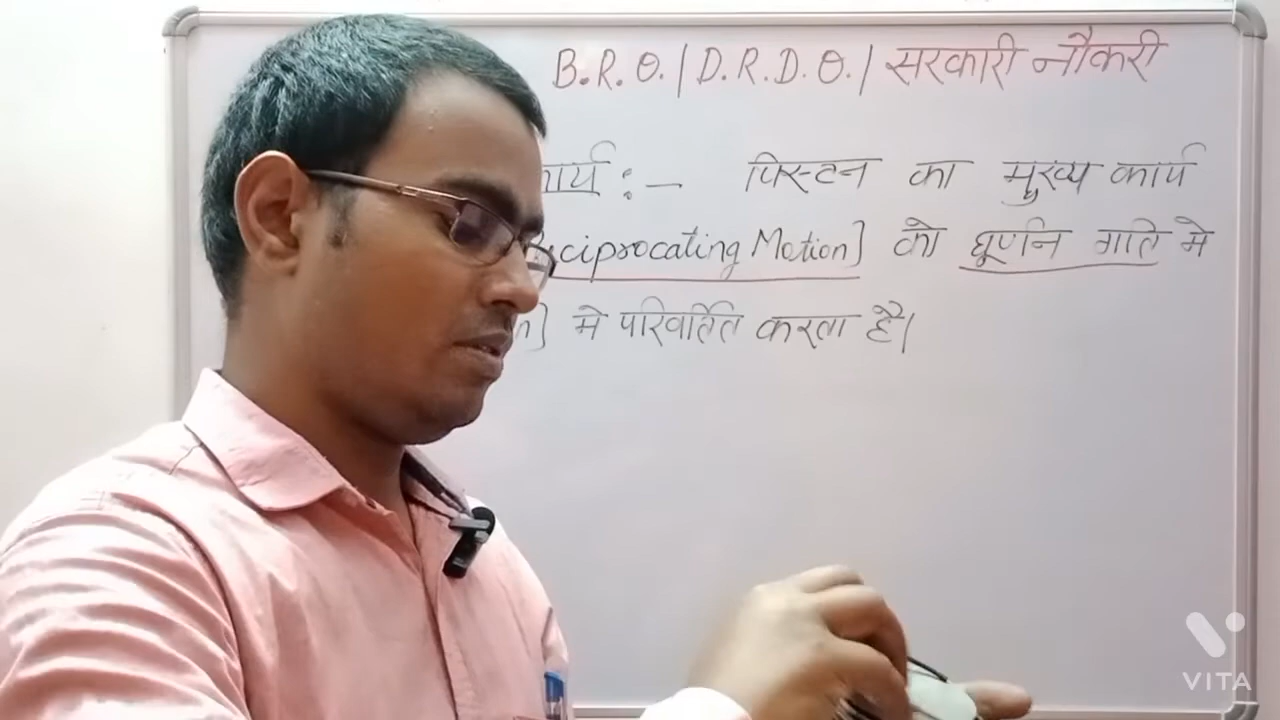 B.R.O. / D.R.D.O. / सरकारी नौकरी
:- पिस्टन का मुख्य कार्य
ciprocating Motion] को घूर्णन गति मे
n] मे परिवर्तित करता है।
VITA